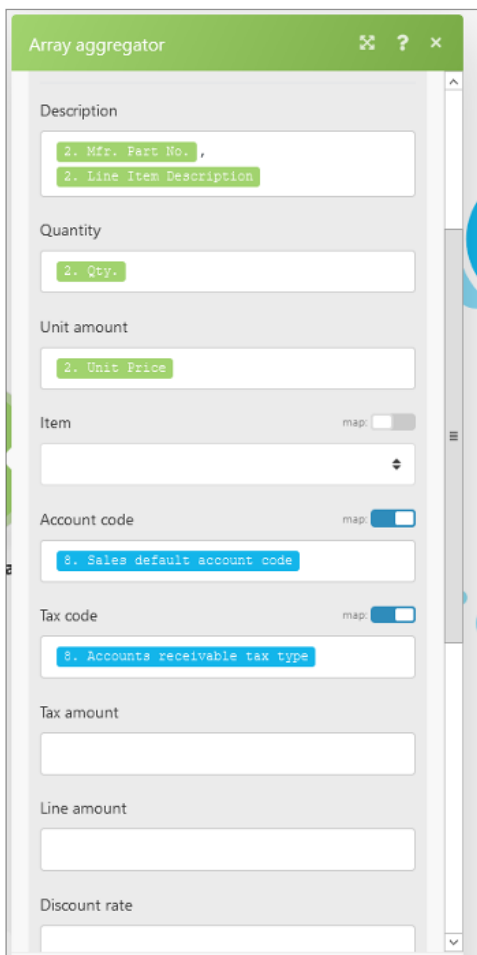 Array aggregator ? ×
Description
2. Mfr. Part No. ,
2. Line Item Description
Quantity
2. Qty.
Unit amount
2. Unit Price
Item map:
Account code map:
8. Sales default account code
Tax code map:
8. Accounts receivable tax type
Tax amount
Line amount
Discount rate